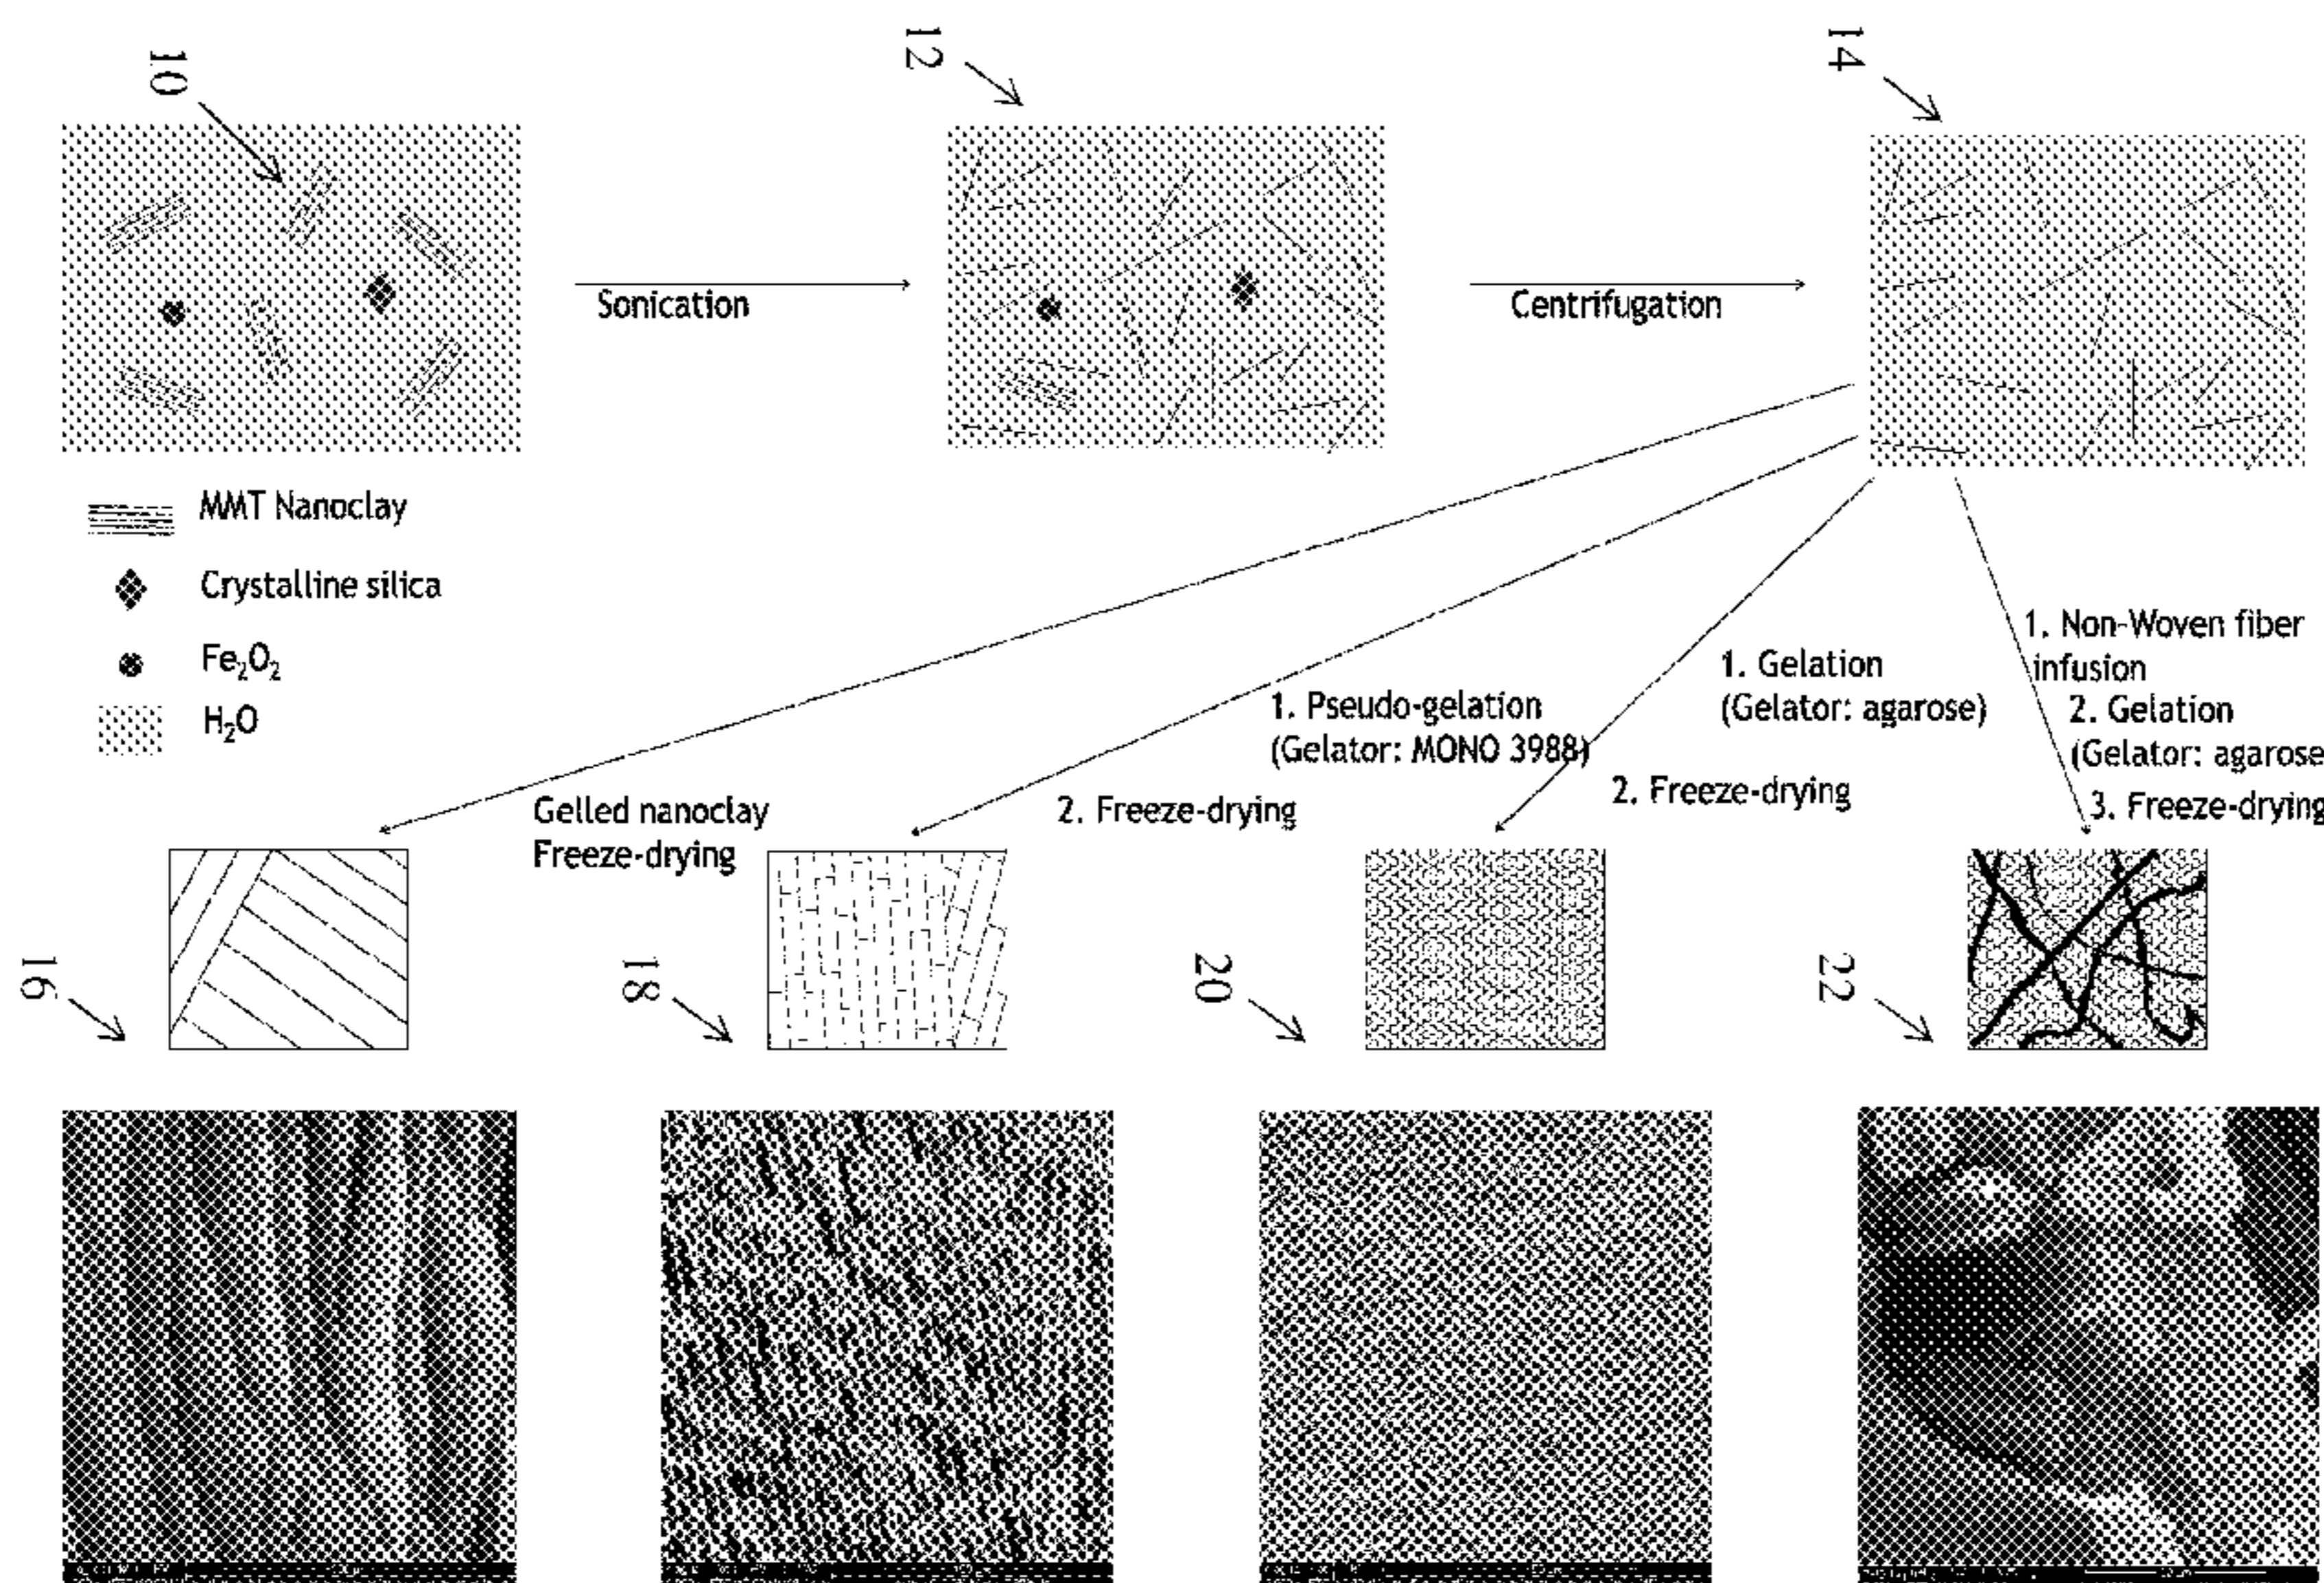 10
12
14
Sonication
Centrifugation
MMT Nanoclay
Crystalline silica
Fe₂O₂
H₂O
Gelled nanoclay
Freeze-drying
1. Pseudo-gelation
(Gelator: MONO 3988)
2. Freeze-drying
1. Gelation
(Gelator: agarose)
2. Freeze-drying
1. Non-Woven fiber
infusion
2. Gelation
(Gelator: agarose
3. Freeze-drying
16
18
20
22